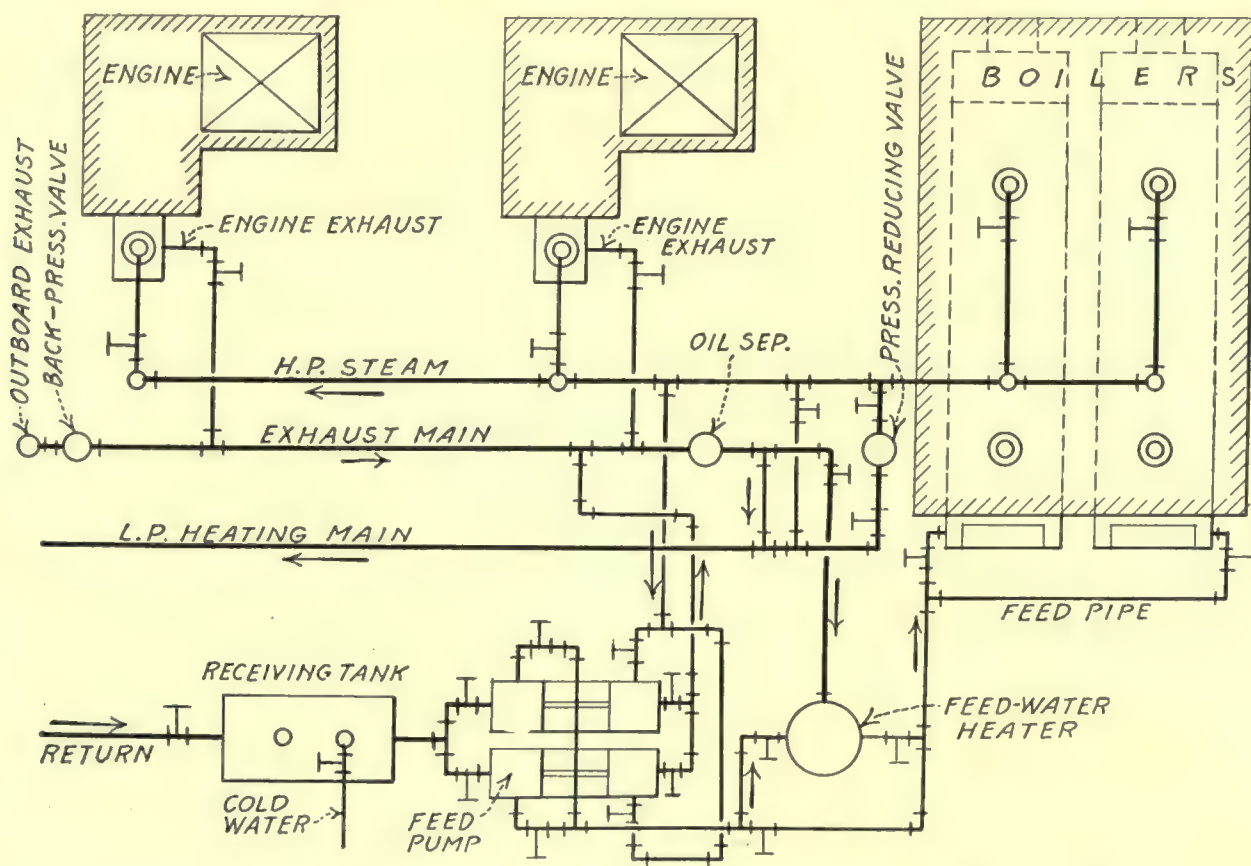 ENGINE
ENGINE
BOILERS
OUTBOARD EXHAUST
BACK-PRESS. VALVE
ENGINE EXHAUST
ENGINE
EXHAUST
PRESS. REDUCING VALVE
OIL SEP.
H.P. STEAM
EXHAUST MAIN
L.P. HEATING MAIN
FEED PIPE
RECEIVING TANK
RETURN
COLD
WATER
FEED
PUMP
FEED-WATER
HEATER